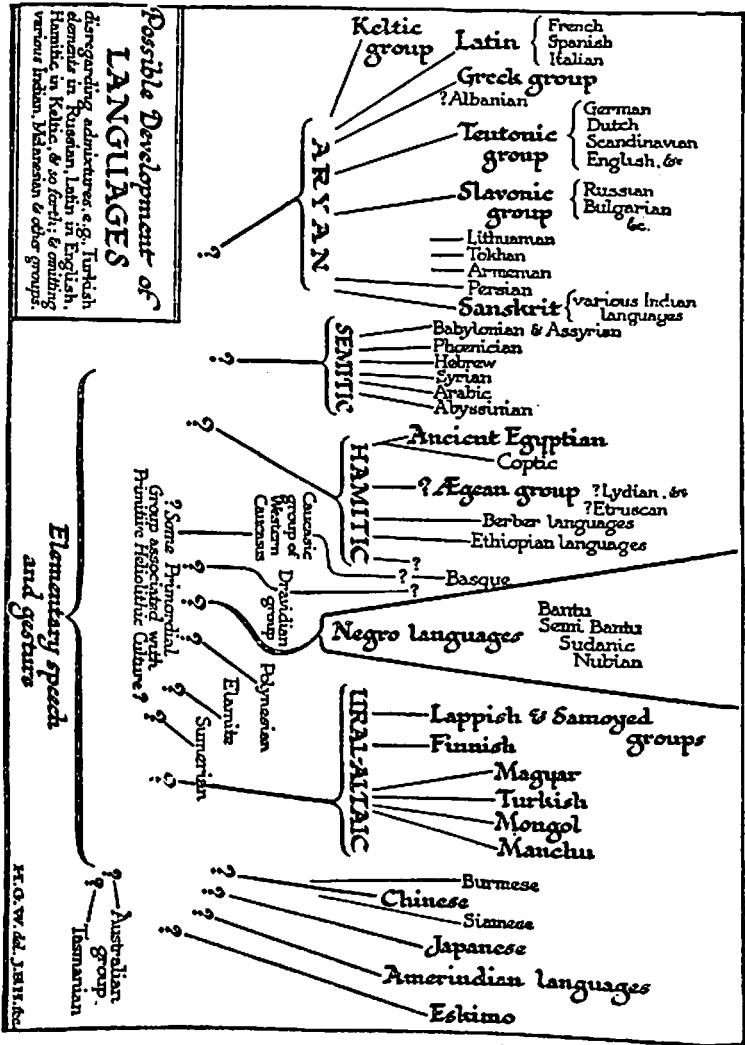 Possible Development of
LANGUAGES
disregarding admixtures, e.g., Turkish
elements in Russian, Latin in English,
Hamitic in Keltic, & so forth; & omitting
various Indian, Melanesian & other groups.
Keltic
group
Latin
French
Spanish
Italian
Greek group
?Albanian
Teutonic
group
German
Dutch
Scandinavian
English, &c
Slavonic
group
Russian
Bulgarian
&c.
Lithuanian
Tokhan
Armenian
Persian
Sanskrit
various Indian
languages
ARYAN
?
Babylonian & Assyrian
Phoenician
Hebrew
Syrian
Arabic
Abyssinian
SEMITIC
?
Ancient Egyptian
Coptic
? Ægean group
?Lydian, &c
?Etruscan
Berber languages
Ethiopian languages
HAMITIC
?
?
?
Basque
?
Caucasic
group of
Western
Caucasus
Dravidian
group
?
?
?
?
?
? Some Primordial
Group associated with
Primitive Heliolithic Culture?
Polynesian
Elamite
Sumerian
Negro languages
Bantu
Semi Bantu
Sudanic
Nubian
Lappish & Samoyed
groups
Finnish
Magyar
Turkish
Mongol
Manchu
URAL-ALTAIC
?
Burmese
Chinese
Siamese
?
Japanese
?
Amerindian languages
?
Eskimo
?
Elementary speech
and gesture
?
?
Australian
group.
Tasmanian
H.G.W. del. J.F.H. fec